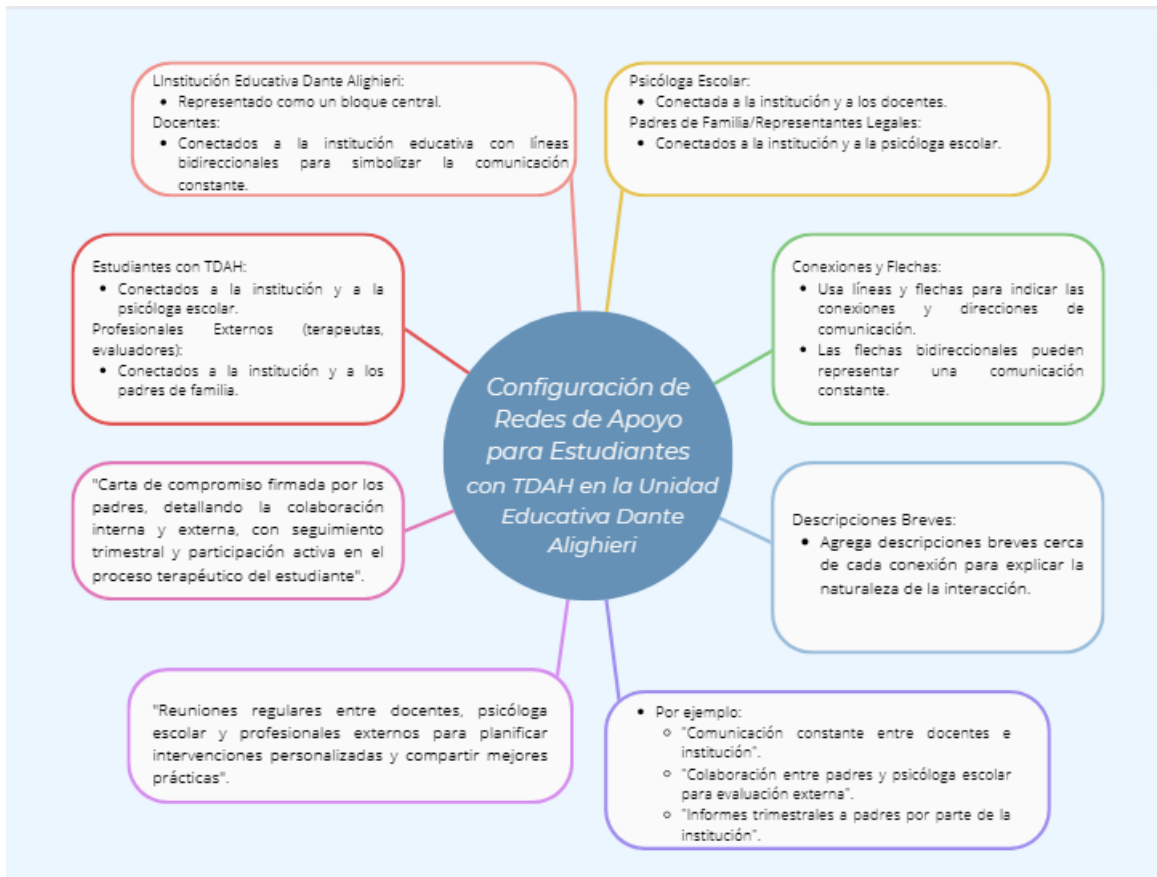 LInstitución Educativa Dante Alighieri:
• Representado como un bloque central.
Docentes:
• Conectados a la institución educativa con líneas
bidireccionales para simbolizar la comunicación
constante.
Psicóloga Escolar:
• Conectada a la institución y a los docentes.
Padres de Familia/Representantes Legales:
• Conectados a la institución y a la psicóloga escolar.
Estudiantes con TDAH:
• Conectados a la institución y a la
psicóloga escolar.
Profesionales Externos (terapeutas,
evaluadores):
• Conectados a la institución y a los
padres de familia.
Conexiones y Flechas:
• Usa líneas y flechas para indicar las
conexiones y direcciones de
comunicación.
• Las flechas bidireccionales pueden
representar una comunicación
constante.
Configuración de
Redes de Apoyo
para Estudiantes
con TDAH en la Unidad
Educativa Dante
Alighieri
"Carta de compromiso firmada por los
padres, detallando la colaboración
interna y externa, con seguimiento
trimestral y participación activa en el
proceso terapéutico del estudiante".
Descripciones Breves:
• Agrega descripciones breves cerca
de cada conexión para explicar la
naturaleza de la interacción.
"Reuniones regulares entre docentes, psicóloga
escolar y profesionales externos para planificar
intervenciones personalizadas y compartir mejores
prácticas".
• Por ejemplo:
○ "Comunicación constante entre docentes e
institución".
○ "Colaboración entre padres y psicóloga escolar
para evaluación externa".
○ "Informes trimestrales a padres por parte de la
institución".